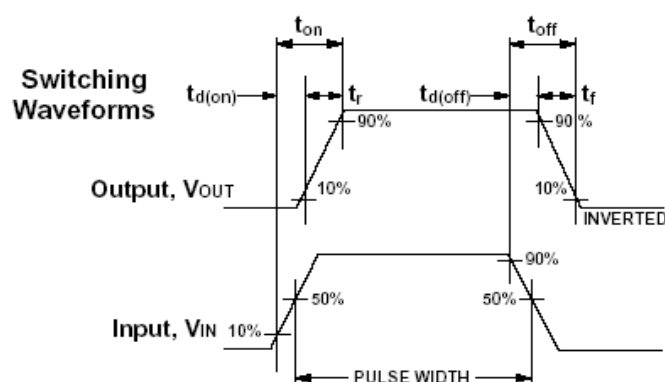 ton
toff
Switching
Waveforms
td(on)
tr
td(off)
tf
90%
90 %
Output, VOUT
10%
10%
INVERTED
90%
50%
50%
Input, VIN
10%
PULSE WIDTH